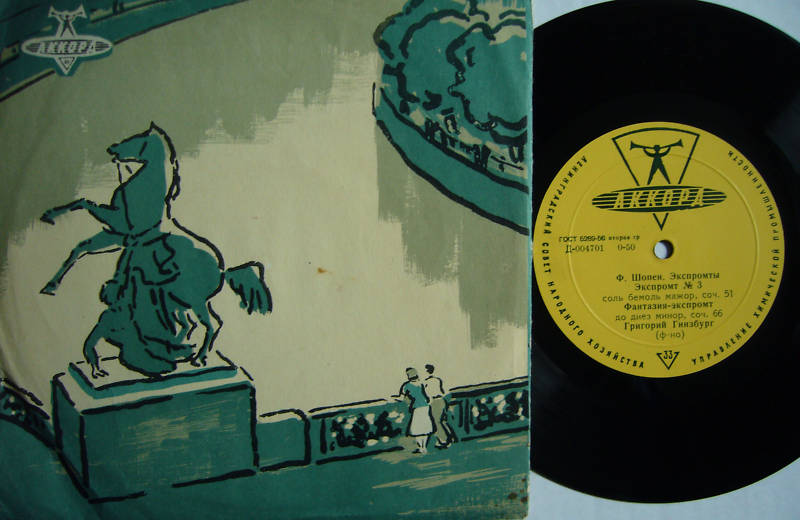 АККОРД
ЛЕНИНГРАДСКИЙ СОВЕТ НАРОДНОГО ХОЗЯЙСТВА
УПРАВЛЕНИЕ ХИМИЧЕСКОЙ ПРОМЫШЛЕННОСТИ
АККОРД
ГОСТ 5289-56 вторая гр
Д-004701 0-50
Ф. Шопен. Экспромты
Экспромт № 3
соль бемоль мажор, соч. 51
Фантазия-экспромт
до диез минор, соч. 66
Григорий Гинзбург
(ф-но)
33